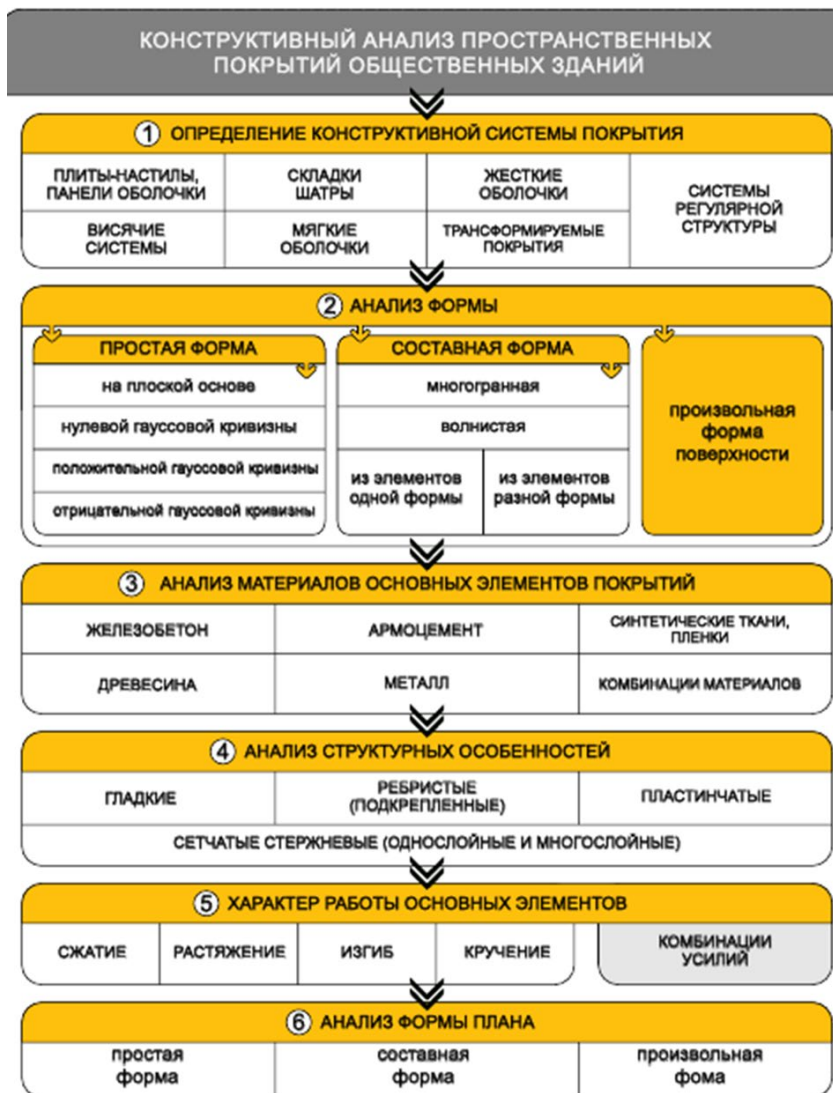 КОНСТРУКТИВНЫЙ АНАЛИЗ ПРОСТРАНСТВЕННЫХ
ПОКРЫТИЙ ОБЩЕСТВЕННЫХ ЗДАНИЙ
1 ОПРЕДЕЛЕНИЕ КОНСТРУКТИВНОЙ СИСТЕМЫ ПОКРЫТИЯ
ПЛИТЫ-НАСТИЛЫ,
ПАНЕЛИ ОБОЛОЧКИ
СКЛАДКИ
ШАТРЫ
ЖЕСТКИЕ
ОБОЛОЧКИ
СИСТЕМЫ
РЕГУЛЯРНОЙ
СТРУКТУРЫ
ВИСЯЧИЕ
СИСТЕМЫ
МЯГКИЕ
ОБОЛОЧКИ
ТРАНСФОРМИРУЕМЫЕ
ПОКРЫТИЯ
2 АНАЛИЗ ФОРМЫ
ПРОСТАЯ ФОРМА
на плоской основе
нулевой гауссовой кривизны
положительной гауссовой кривизны
отрицательной гауссовой кривизны
СОСТАВНАЯ ФОРМА
многогранная
волнистая
из элементов
одной формы
из элементов
разной формы
произвольная
форма
поверхности
3 АНАЛИЗ МАТЕРИАЛОВ ОСНОВНЫХ ЭЛЕМЕНТОВ ПОКРЫТИЙ
ЖЕЛЕЗОБЕТОН
АРМОЦЕМЕНТ
СИНТЕТИЧЕСКИЕ ТКАНИ,
ПЛЕНКИ
ДРЕВЕСИНА
МЕТАЛЛ
КОМБИНАЦИИ МАТЕРИАЛОВ
4 АНАЛИЗ СТРУКТУРНЫХ ОСОБЕННОСТЕЙ
ГЛАДКИЕ
РЕБРИСТЫЕ
(ПОДКРЕПЛЕННЫЕ)
ПЛАСТИНЧАТЫЕ
СЕТЧАТЫЕ СТЕРЖНЕВЫЕ (ОДНОСЛОЙНЫЕ И МНОГОСЛОЙНЫЕ)
5 ХАРАКТЕР РАБОТЫ ОСНОВНЫХ ЭЛЕМЕНТОВ
СЖАТИЕ
РАСТЯЖЕНИЕ
ИЗГИБ
КРУЧЕНИЕ
КОМБИНАЦИИ
УСИЛИЙ
6 АНАЛИЗ ФОРМЫ ПЛАНА
простая
форма
составная
форма
произвольная
фома